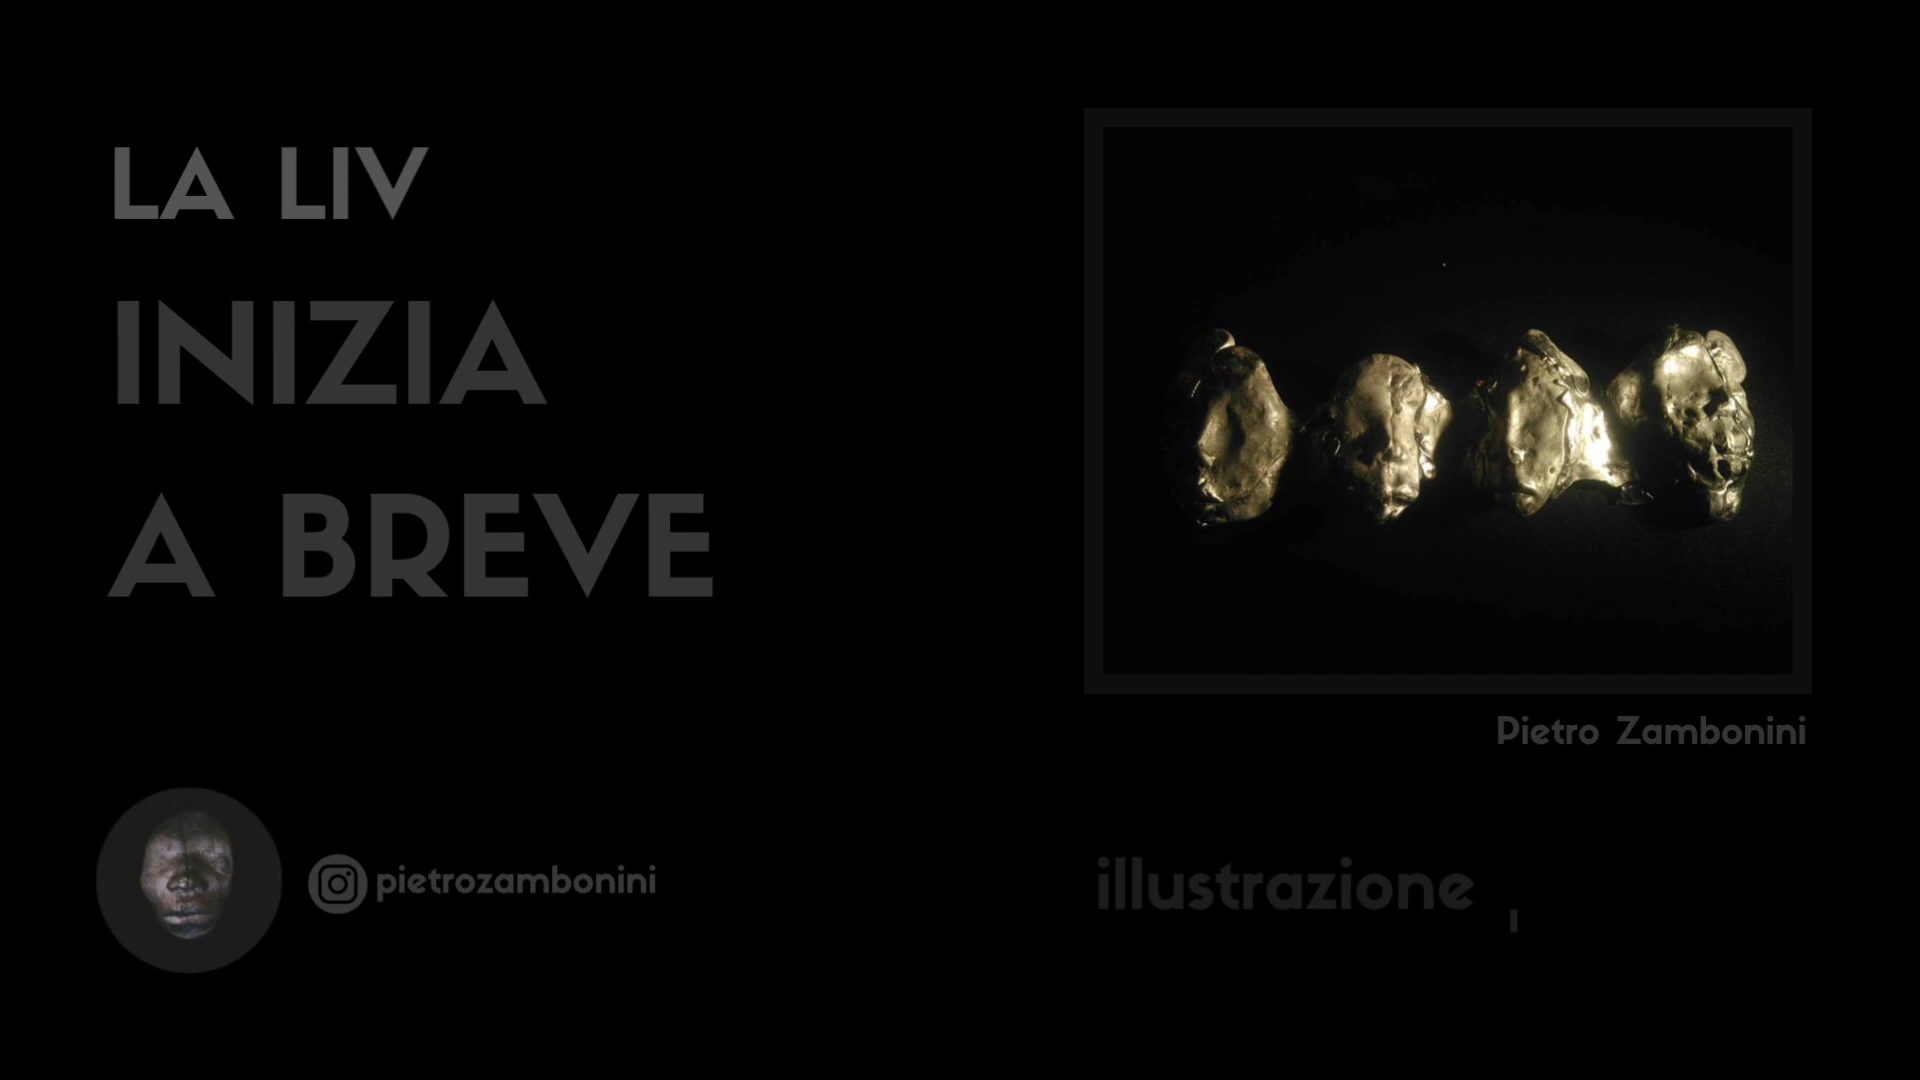 LA LIV
INIZIA
A BREVE
Pietro Zambonini
pietrozambonini
illustrazione